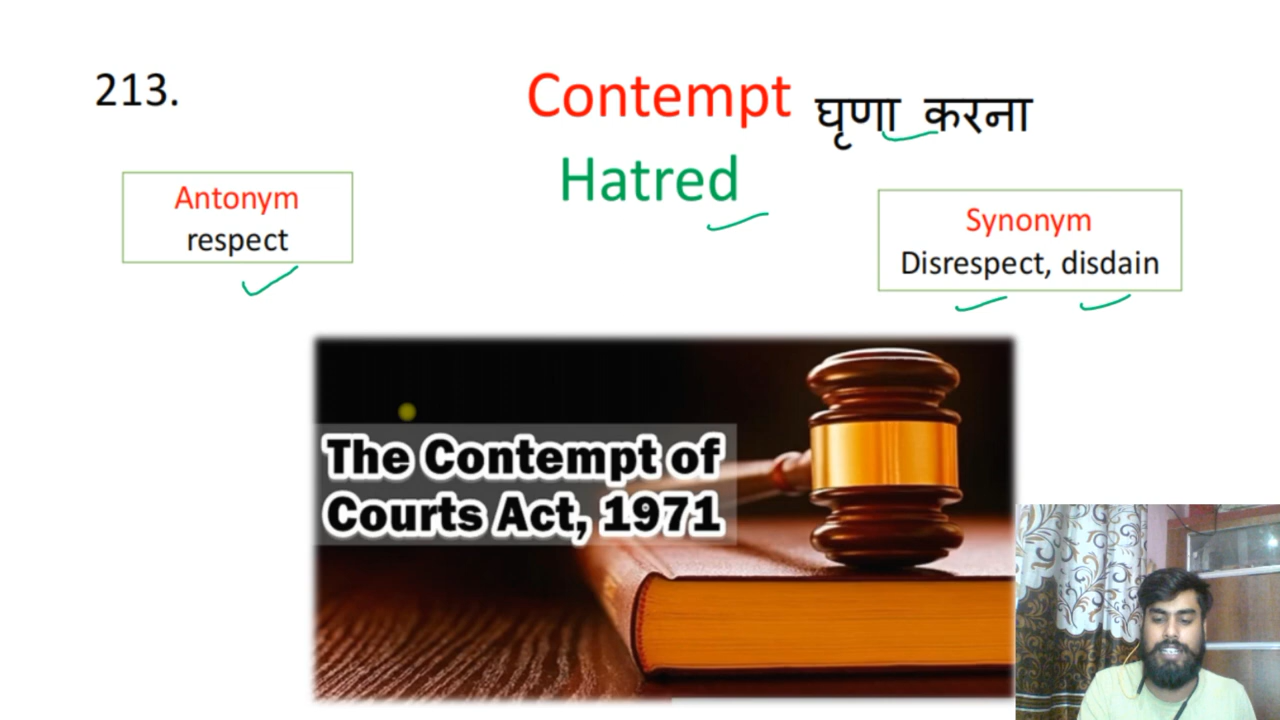 213.
Contempt घृणा करना
Hatred
Antonym
respect
Synonym
Disrespect, disdain
The Contempt of
Courts Act, 1971